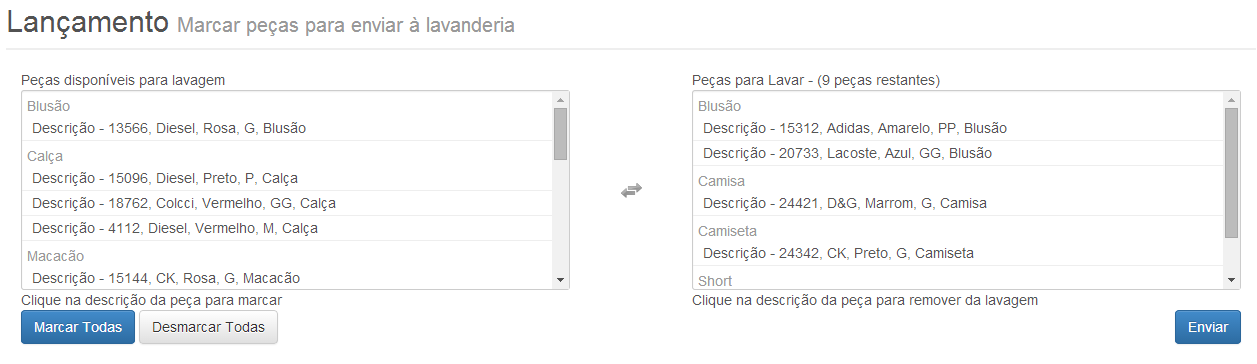 Lançamento Marcar peças para enviar à lavanderia
Peças disponíveis para lavagem
Blusão
Descrição - 13566, Diesel, Rosa, G, Blusão
Calça
Descrição - 15096, Diesel, Preto, P, Calça
Descrição - 18762, Colcci, Vermelho, GG, Calça
Descrição - 4112, Diesel, Vermelho, M, Calça
Macacão
Descrição - 15144, CK, Rosa, G, Macacão
Clique na descrição da peça para marcar
Marcar Todas
Desmarcar Todas
Peças para Lavar - (9 peças restantes)
Blusão
Descrição - 15312, Adidas, Amarelo, PP, Blusão
Descrição - 20733, Lacoste, Azul, GG, Blusão
Camisa
Descrição - 24421, D&G, Marrom, G, Camisa
Camiseta
Descrição - 24342, CK, Preto, G, Camiseta
Short
Clique na descrição da peça para remover da lavagem
Enviar